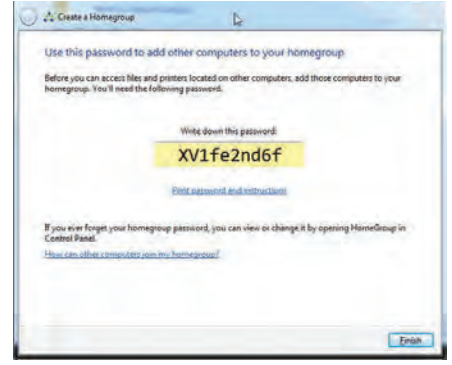 Create a Homegroup
Use this password to add other computers to your homegroup
Before you can access files and printers located on other computers, add those computers to your
homegroup. You'll need the following password.
Write down this password:
XV1fe2nd6f
Print password and instructions
If you ever forget your homegroup password, you can view or change it by opening HomeGroup in
Control Panel.
How can other computers join my homegroup?
Finish